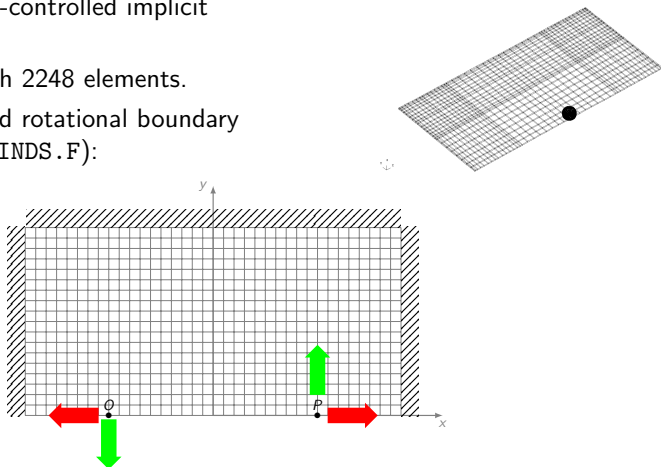 -controlled implicit
h 2248 elements.
d rotational boundary
INDS.F):
y
O
P
x